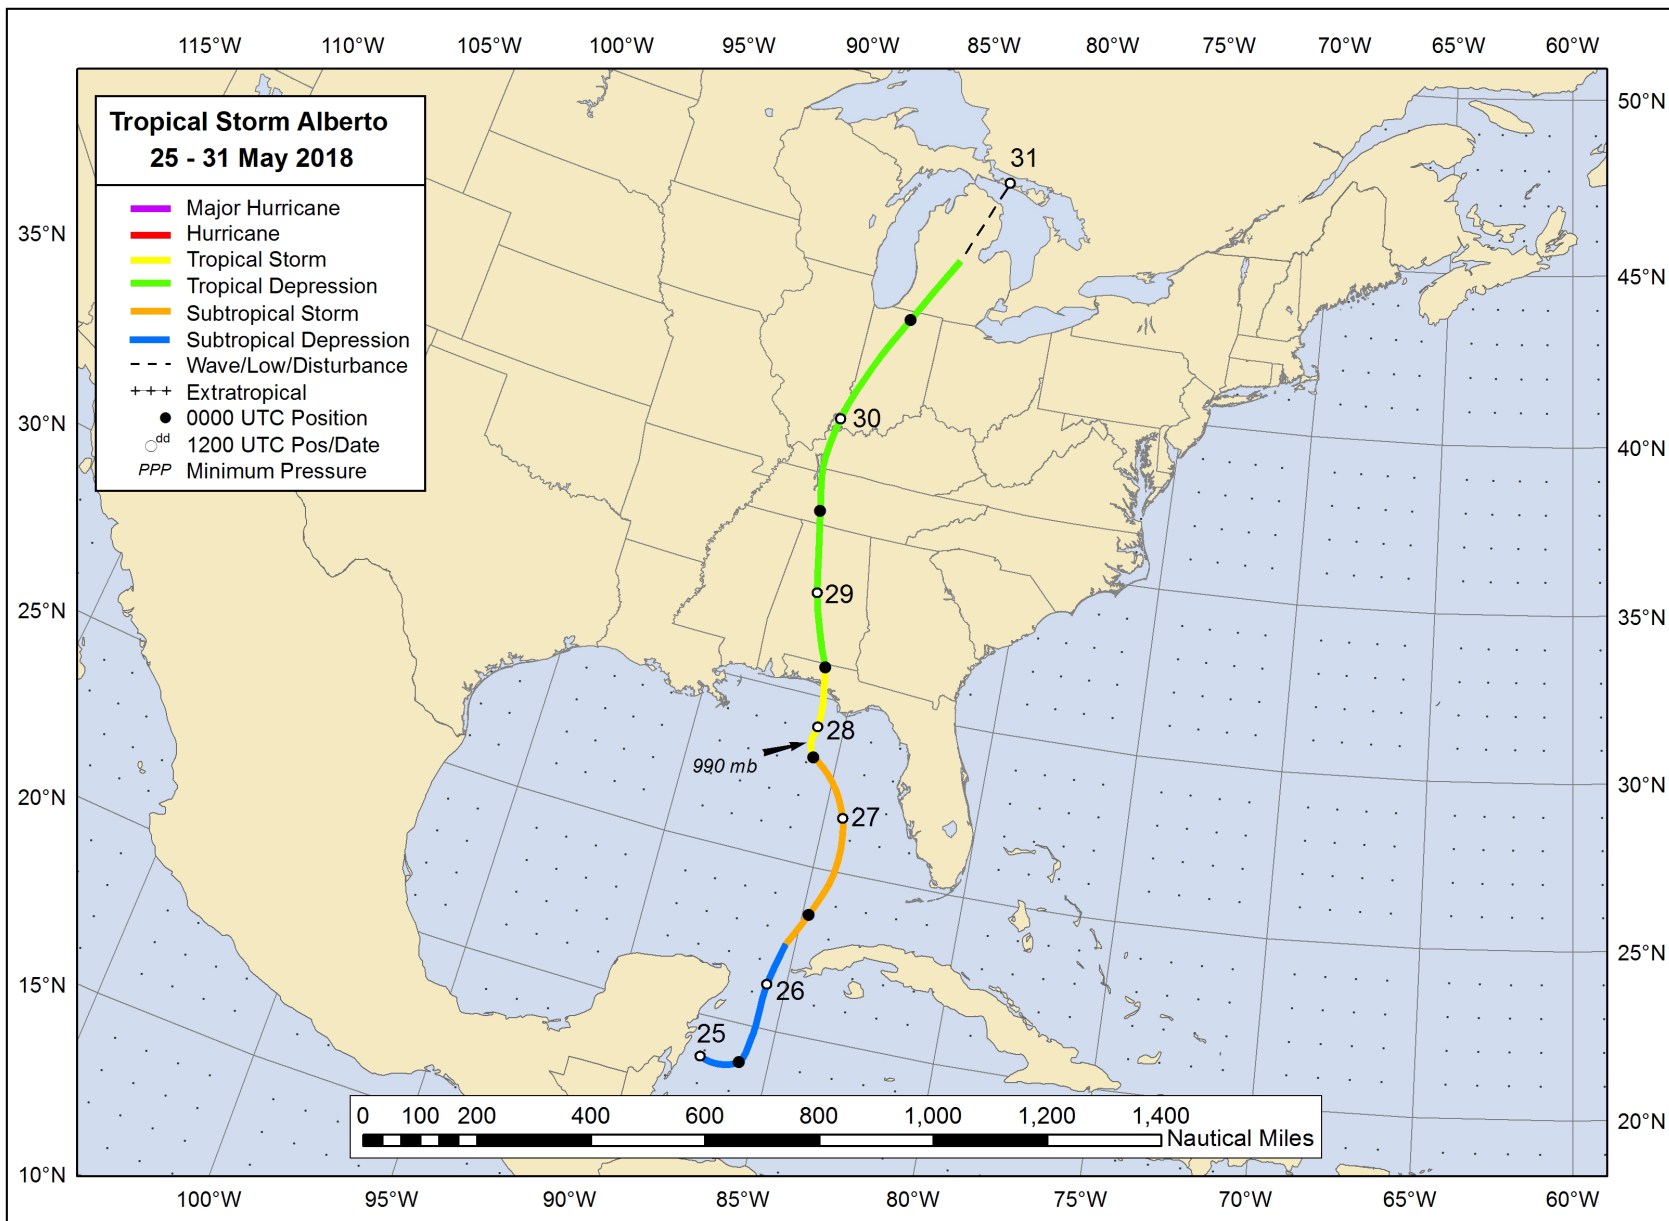 115°W 110°W 105°W 100°W 95°W 90°W 85°W 80°W 75°W 70°W 65°W 60°W
Tropical Storm Alberto
25 - 31 May 2018
Major Hurricane
Hurricane
Tropical Storm
Tropical Depression
Subtropical Storm
Subtropical Depression
Wave/Low/Disturbance
+++ Extratropical
0000 UTC Position
dd 1200 UTC Pos/Date
PPP Minimum Pressure
35°N
30°N
25°N
20°N
15°N
10°N
50°N
45°N
40°N
35°N
30°N
25°N
20°N
31
30
29
28
990 mb
27
26
25
0 100 200 400 600 800 1,000 1,200 1,400
Nautical Miles
100°W 95°W 90°W 85°W 80°W 75°W 70°W 65°W 60°W